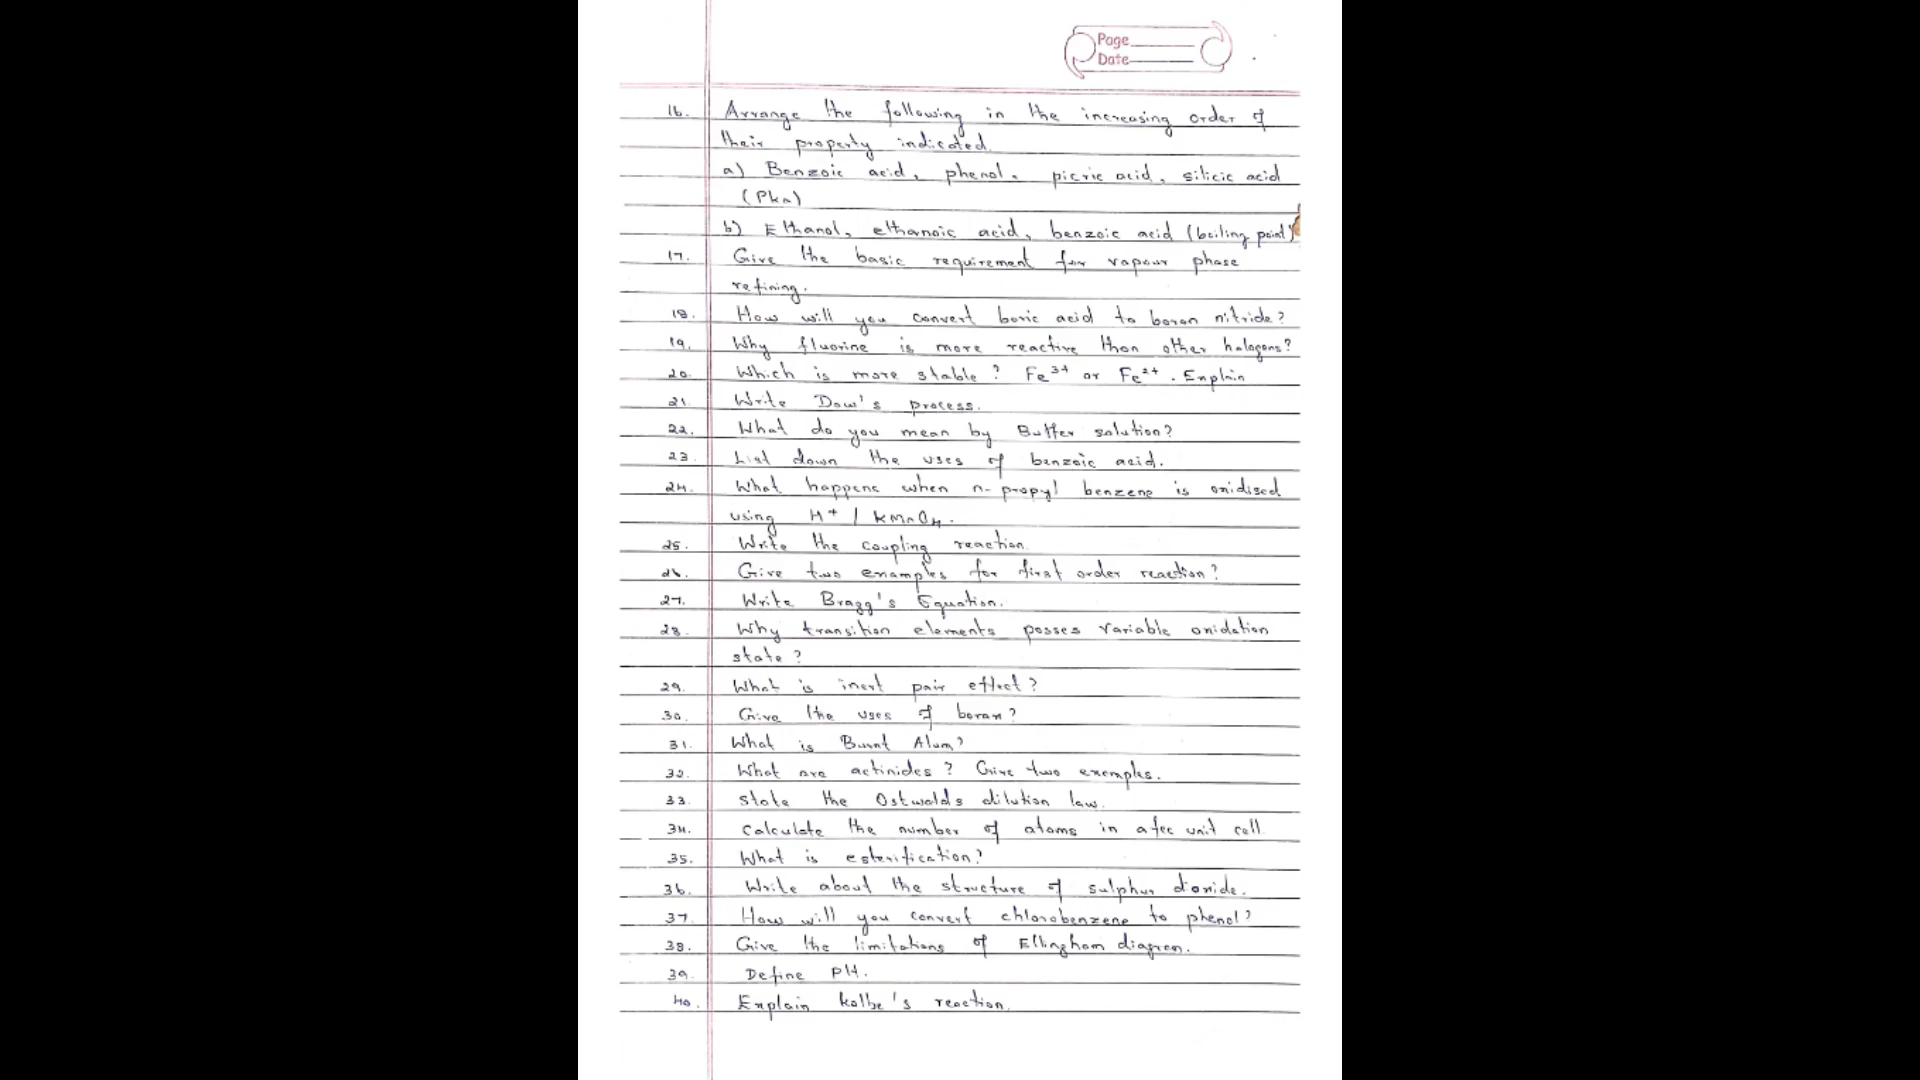 Page
Date
16. Arrange the following in the increasing order of
their property indicated.
a) Benzoic acid, phenol, picric acid, silicic acid
(Pka)
b) Ethanol, ethanoic acid, benzoic acid (boiling point)
17. Give the basic requirement for vapour phase
refining.
18. How will you convert boric acid to boron nitride?
19. Why fluorine is more reactive than other halogens?
20. Which is more stable? Fe³⁺ or Fe²⁺. Explain
21. Write Dow's process.
22. What do you mean by Buffer solution?
23. List down the uses of benzoic acid.
24. What happens when n-propyl benzene is oxidised
using H⁺ / KMnO₄.
25. Write the coupling reaction.
26. Give two examples for first order reaction?
27. Write Bragg's Equation.
28. Why transition elements posses variable oxidation
state?
29. What is inert pair effect?
30. Give the uses of boran?
31. What is Burnt Alum?
32. What are actinides? Give two examples.
33. State the Ostwalds dilution law.
34. Calculate the number of atoms in a fcc unit cell.
35. What is esterification?
36. Write about the structure of sulphur dioxide.
37. How will you convert chlorobenzene to phenol?
38. Give the limitations of Ellingham diagram.
39. Define PH.
40. Explain kolbe's reaction.